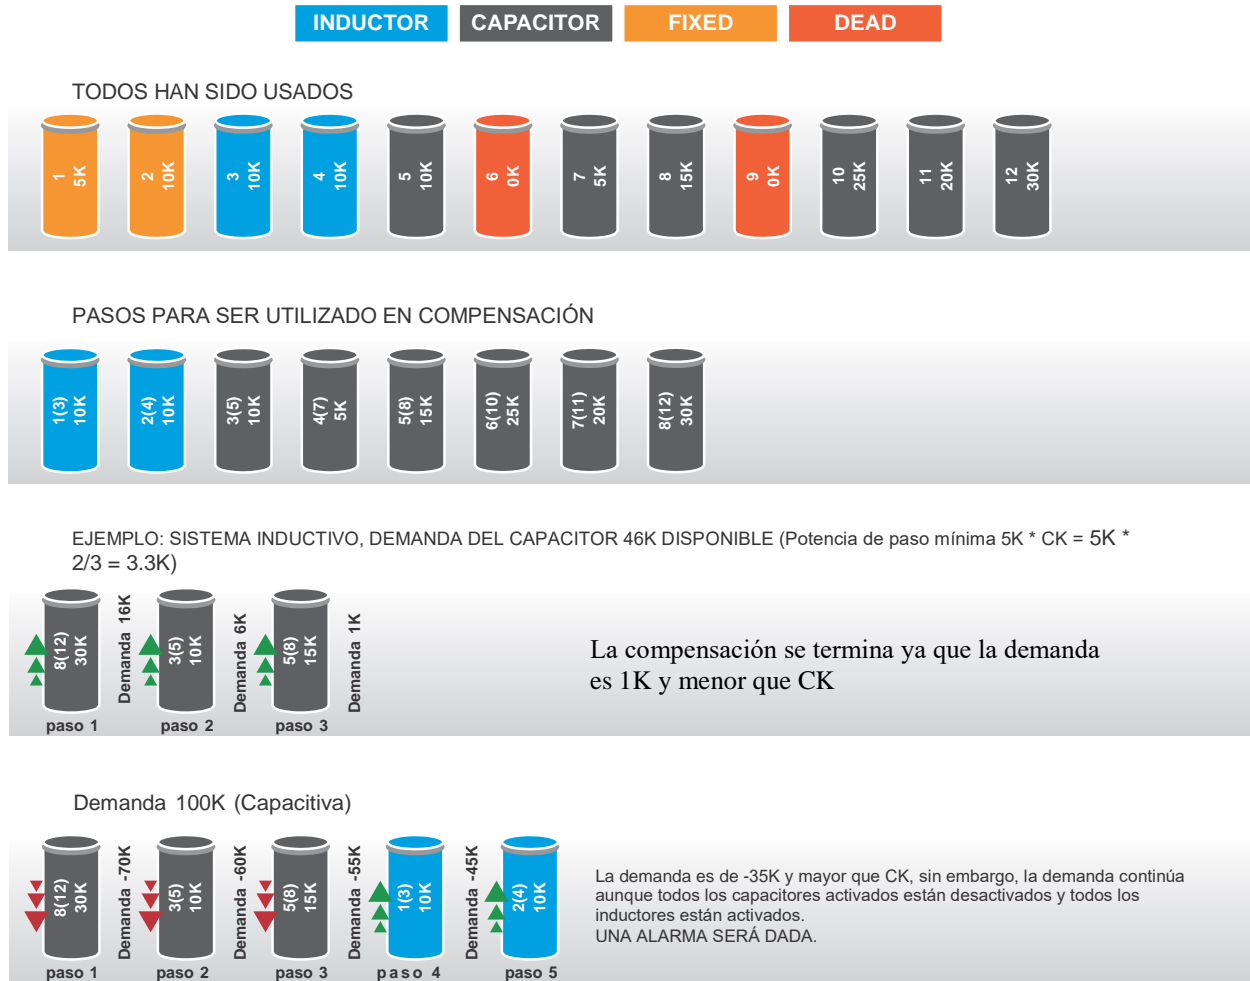 INDUCTOR CAPACITOR FIXED DEAD
TODOS HAN SIDO USADOS
1 5K
2 10K
3 10K
4 10K
5 10K
6 0K
7 5K
8 15K
9 0K
10 25K
11 20K
12 30K
PASOS PARA SER UTILIZADO EN COMPENSACIÓN
1(3) 10K
2(4) 10K
3(5) 10K
4(7) 5K
5(8) 15K
6(10) 25K
7(11) 20K
8(12) 30K
EJEMPLO: SISTEMA INDUCTIVO, DEMANDA DEL CAPACITOR 46K DISPONIBLE (Potencia de paso mínima 5K * CK = 5K *
2/3 = 3.3K)
8(12) 30K
Demanda 16K
3(5) 10K
Demanda 6K
5(8) 15K
Demanda 1K
paso 1 paso 2 paso 3
La compensación se termina ya que la demanda
es 1K y menor que CK
Demanda 100K (Capacitiva)
8(12) 30K
Demanda -70K
3(5) 10K
Demanda -60K
5(8) 15K
Demanda -55K
1(3) 10K
Demanda -45K
2(4) 10K
paso 1 paso 2 paso 3 paso 4 paso 5
La demanda es de -35K y mayor que CK, sin embargo, la demanda continúa
aunque todos los capacitores activados están desactivados y todos los
inductores están activados.
UNA ALARMA SERÁ DADA.